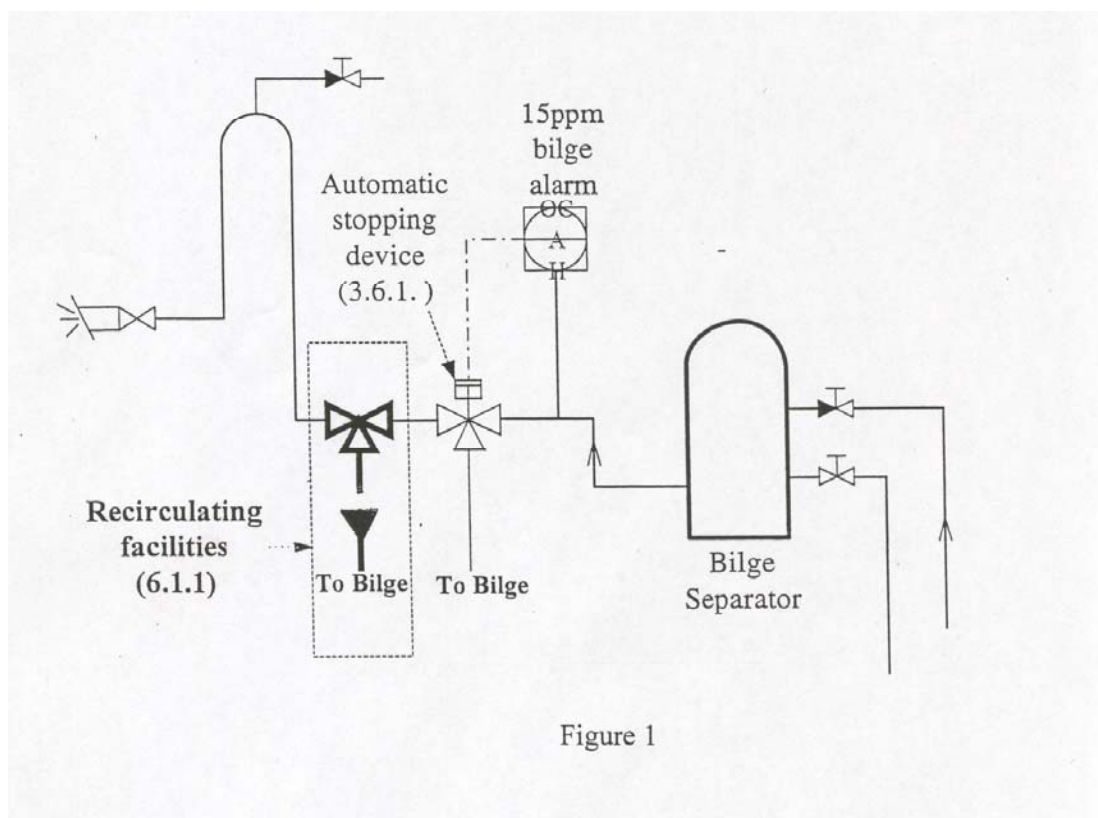 15ppm
bilge
alarm
OC
A
H
Automatic
stopping
device
(3.6.1. )
Recirculating
facilities
(6.1.1)
To Bilge
To Bilge
Bilge
Separator
Figure 1